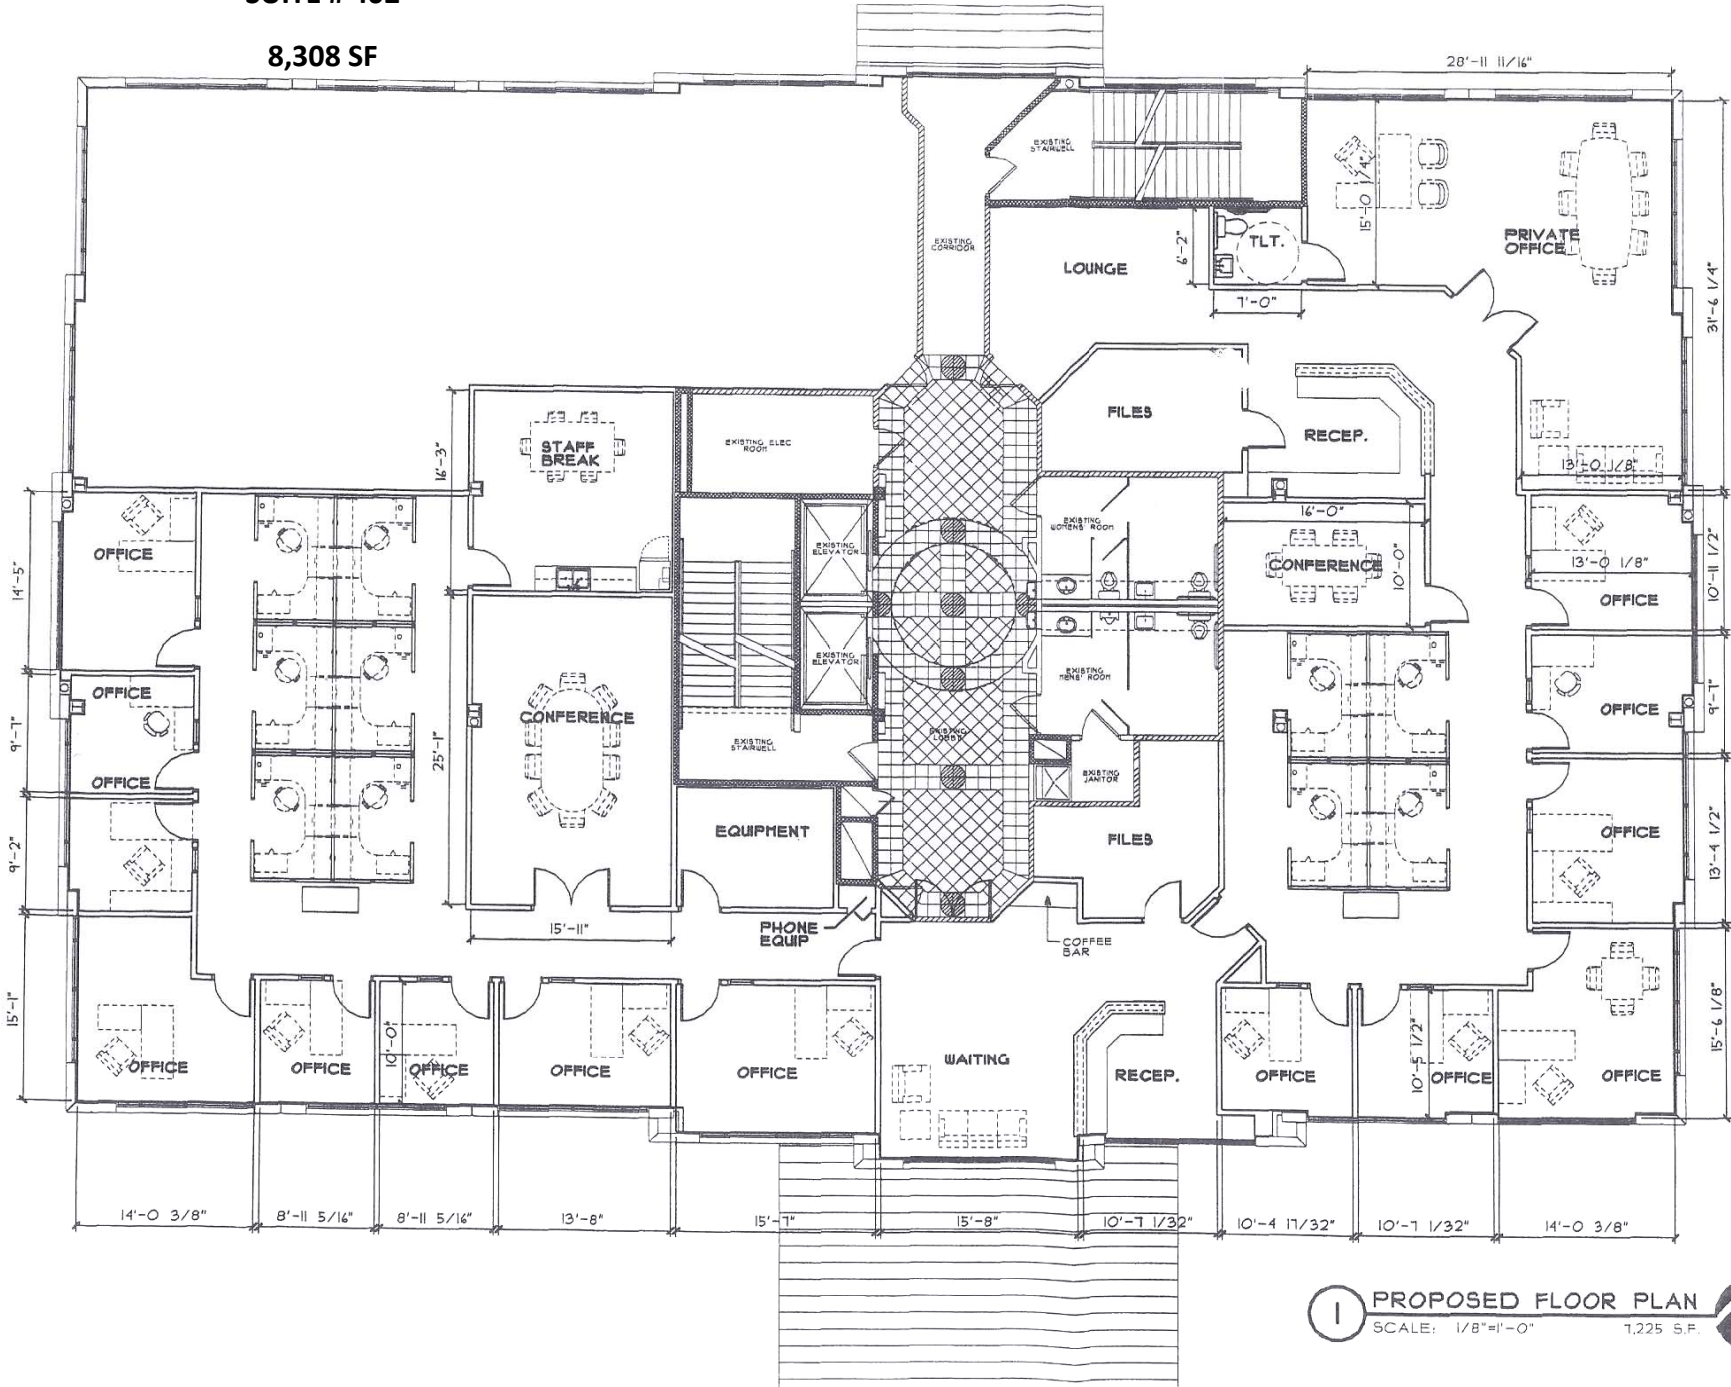 8,308 SF
28'-11 11/16"
EXISTING
STAIRWELL
15'-0 1/4"
PRIVATE
OFFICE
31'-6 1/4"
EXISTING
CORRIDOR
LOUNGE
6'-2"
TLT.
7'-0"
FILES
RECEP.
13'-0 1/8"
16'-3"
STAFF
BREAK
EXISTING ELEC
ROOM
14'-5"
OFFICE
EXISTING
ELEVATOR
EXISTING
WOMENS' ROOM
16'-0"
CONFERENCE
10'-0"
13'-0 1/8"
OFFICE
10'-11 1/2"
9'-7"
OFFICE
OFFICE
CONFERENCE
25'-1"
EXISTING
ELEVATOR
EXISTING
MENS' ROOM
OFFICE
9'-7"
EXISTING
STAIRWELL
EXISTING
LOBBY
EXISTING
JANITOR
9'-2"
EQUIPMENT
FILES
OFFICE
13'-4 1/2"
15'-11"
PHONE
EQUIP
COFFEE
BAR
15'-1"
OFFICE
OFFICE
10'-0"
OFFICE
OFFICE
OFFICE
WAITING
RECEP.
OFFICE
10'-5 1/2"
OFFICE
OFFICE
15'-6 1/8"
14'-0 3/8"
8'-11 5/16"
8'-11 5/16"
13'-8"
15'-7"
15'-8"
10'-7 1/32"
10'-4 17/32"
10'-7 1/32"
14'-0 3/8"
1
PROPOSED FLOOR PLAN
SCALE: 1/8"=1'-0"
7,225 S.F.